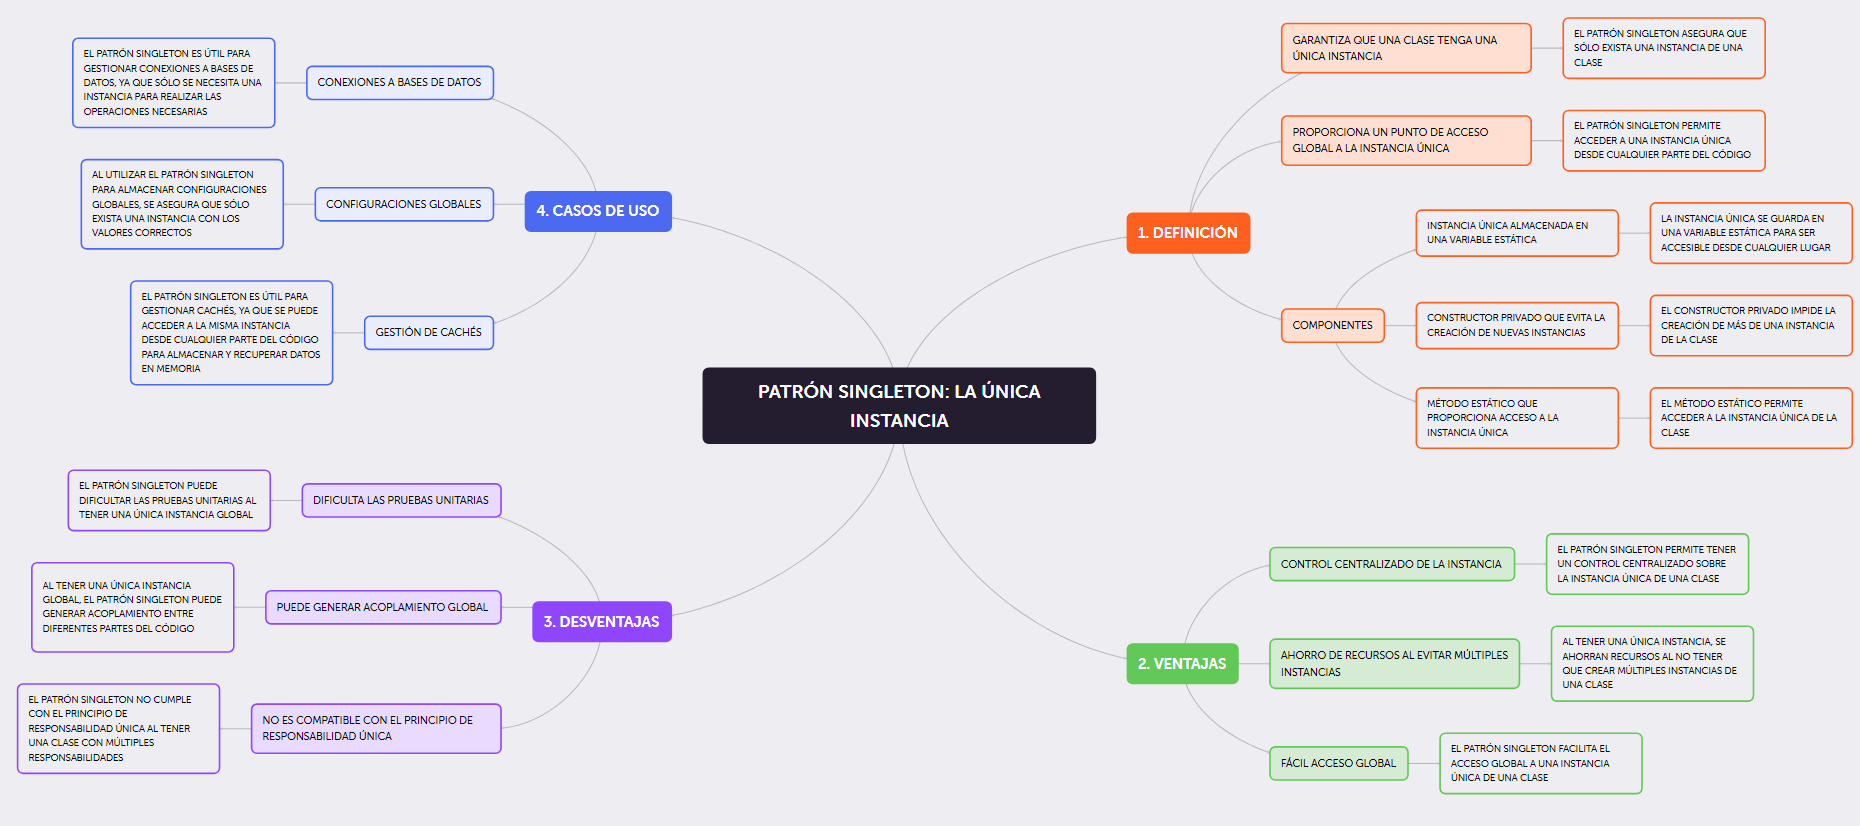 PATRÓN SINGLETON: LA ÚNICA
INSTANCIA
1. DEFINICIÓN
GARANTIZA QUE UNA CLASE TENGA UNA
ÚNICA INSTANCIA
EL PATRÓN SINGLETON ASEGURA QUE
SÓLO EXISTA UNA INSTANCIA DE UNA
CLASE
PROPORCIONA UN PUNTO DE ACCESO
GLOBAL A LA INSTANCIA ÚNICA
EL PATRÓN SINGLETON PERMITE
ACCEDER A UNA INSTANCIA ÚNICA
DESDE CUALQUIER PARTE DEL CÓDIGO
COMPONENTES
INSTANCIA ÚNICA ALMACENADA EN
UNA VARIABLE ESTÁTICA
LA INSTANCIA ÚNICA SE GUARDA EN
UNA VARIABLE ESTÁTICA PARA SER
ACCESIBLE DESDE CUALQUIER LUGAR
CONSTRUCTOR PRIVADO QUE EVITA LA
CREACIÓN DE NUEVAS INSTANCIAS
EL CONSTRUCTOR PRIVADO IMPIDE LA
CREACIÓN DE MÁS DE UNA INSTANCIA
DE LA CLASE
MÉTODO ESTÁTICO QUE
PROPORCIONA ACCESO A LA
INSTANCIA ÚNICA
EL MÉTODO ESTÁTICO PERMITE
ACCEDER A LA INSTANCIA ÚNICA DE LA
CLASE
2. VENTAJAS
CONTROL CENTRALIZADO DE LA INSTANCIA
EL PATRÓN SINGLETON PERMITE TENER
UN CONTROL CENTRALIZADO SOBRE
LA INSTANCIA ÚNICA DE UNA CLASE
AHORRO DE RECURSOS AL EVITAR MÚLTIPLES
INSTANCIAS
AL TENER UNA ÚNICA INSTANCIA, SE
AHORRAN RECURSOS AL NO TENER
QUE CREAR MÚLTIPLES INSTANCIAS DE
UNA CLASE
FÁCIL ACCESO GLOBAL
EL PATRÓN SINGLETON FACILITA EL
ACCESO GLOBAL A UNA INSTANCIA
ÚNICA DE UNA CLASE
3. DESVENTAJAS
DIFICULTA LAS PRUEBAS UNITARIAS
EL PATRÓN SINGLETON PUEDE
DIFICULTAR LAS PRUEBAS UNITARIAS AL
TENER UNA ÚNICA INSTANCIA GLOBAL
PUEDE GENERAR ACOPLAMIENTO GLOBAL
AL TENER UNA ÚNICA INSTANCIA
GLOBAL, EL PATRÓN SINGLETON PUEDE
GENERAR ACOPLAMIENTO ENTRE
DIFERENTES PARTES DEL CÓDIGO
NO ES COMPATIBLE CON EL PRINCIPIO DE
RESPONSABILIDAD ÚNICA
EL PATRÓN SINGLETON NO CUMPLE
CON EL PRINCIPIO DE
RESPONSABILIDAD ÚNICA AL TENER
UNA CLASE CON MÚLTIPLES
RESPONSABILIDADES
4. CASOS DE USO
CONEXIONES A BASES DE DATOS
EL PATRÓN SINGLETON ES ÚTIL PARA
GESTIONAR CONEXIONES A BASES DE
DATOS, YA QUE SÓLO SE NECESITA UNA
INSTANCIA PARA REALIZAR LAS
OPERACIONES NECESARIAS
CONFIGURACIONES GLOBALES
AL UTILIZAR EL PATRÓN SINGLETON
PARA ALMACENAR CONFIGURACIONES
GLOBALES, SE ASEGURA QUE SÓLO
EXISTA UNA INSTANCIA CON LOS
VALORES CORRECTOS
GESTIÓN DE CACHÉS
EL PATRÓN SINGLETON ES ÚTIL PARA
GESTIONAR CACHÉS, YA QUE SE PUEDE
ACCEDER A LA MISMA INSTANCIA
DESDE CUALQUIER PARTE DEL CÓDIGO
PARA ALMACENAR Y RECUPERAR DATOS
EN MEMORIA